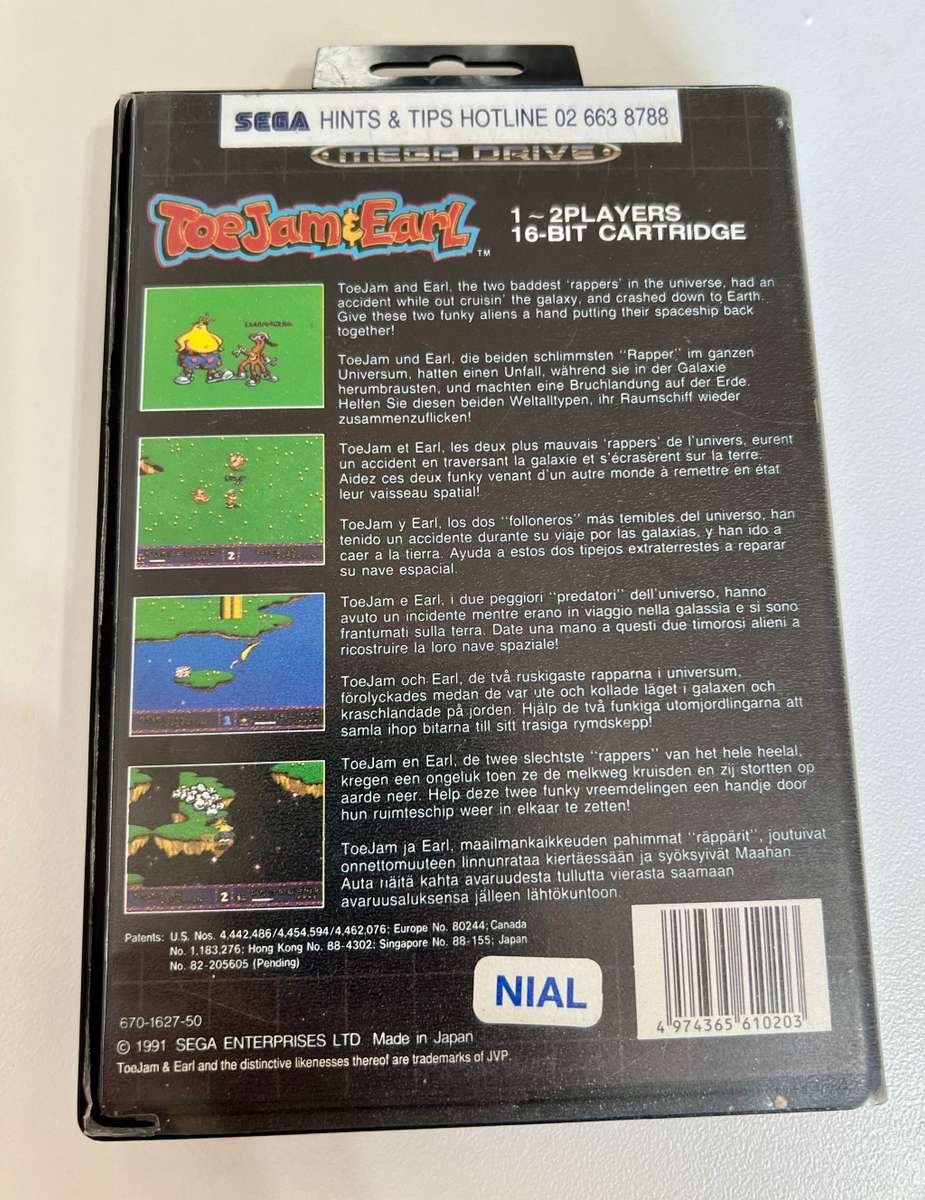 SEGA HINTS & TIPS HOTLINE 02 663 8788
MEGA DRIVE
ToeJam & Earl ™
1~2PLAYERS
16-BIT CARTRIDGE
ToeJam and Earl, the two baddest 'rappers' in the universe, had an
accident while out cruisin' the galaxy, and crashed down to Earth.
Give these two funky aliens a hand putting their spaceship back
together!
ToeJam und Earl, die beiden schlimmsten "Rapper" im ganzen
Universum, hatten einen Unfall, während sie in der Galaxie
herumbrausten, und machten eine Bruchlandung auf der Erde.
Helfen Sie diesen beiden Weltalltypen, ihr Raumschiff wieder
zusammenzuflicken!
ToeJam et Earl, les deux plus mauvais 'rappers' de l'univers, eurent
un accident en traversant la galaxie et s'écrasèrent sur la terre.
Aidez ces deux funky venant d'un autre monde à remettre en état
leur vaisseau spatial!
ToeJam y Earl, los dos "folloneros" más temibles del universo, han
tenido un accidente durante su viaje por las galaxias, y han ido a
caer a la tierra. Ayuda a estos dos tipejos extraterrestres a reparar
su nave espacial.
ToeJam e Earl, i due peggiori "predatori" dell'universo, hanno
avuto un incidente mentre erano in viaggio nella galassia e si sono
frantumati sulla terra. Date una mano a questi due timorosi alieni a
ricostruire la loro nave spaziale!
ToeJam och Earl, de två ruskigaste rapparna i universum,
förolyckades medan de var ute och kollade läget i galaxen och
kraschlandade på jorden. Hjälp de två funkiga utomjordlingarna att
samla ihop bitarna till sitt trasiga rymdskepp!
ToeJam en Earl, de twee slechtste "rappers" van het hele heelal,
kregen een ongeluk toen ze de melkweg kruisden en zij stortten op
aarde neer. Help deze twee funky vreemdelingen een handje door
hun ruimteschip weer in elkaar te zetten!
ToeJam ja Earl, maailmankaikkeuden pahimmat "räppärit", joutuivat
onnettomuuteen linnunrataa kiertäessään ja syöksyivät Maahan.
Auta näitä kahta avaruudesta tullutta vierasta saamaan
avaruusaluksensa jälleen lähtökuntoon.
2
1
2
Patents: U.S. Nos. 4,442,486/4,454,594/4,462,076; Europe No. 80244; Canada
No. 1,183,276; Hong Kong No. 88-4302; Singapore No. 88-155; Japan
No. 82-205605 (Pending)
NIAL
4 974365 610203
670-1627-50
© 1991 SEGA ENTERPRISES LTD Made in Japan
ToeJam & Earl and the distinctive likenesses thereof are trademarks of JVP.